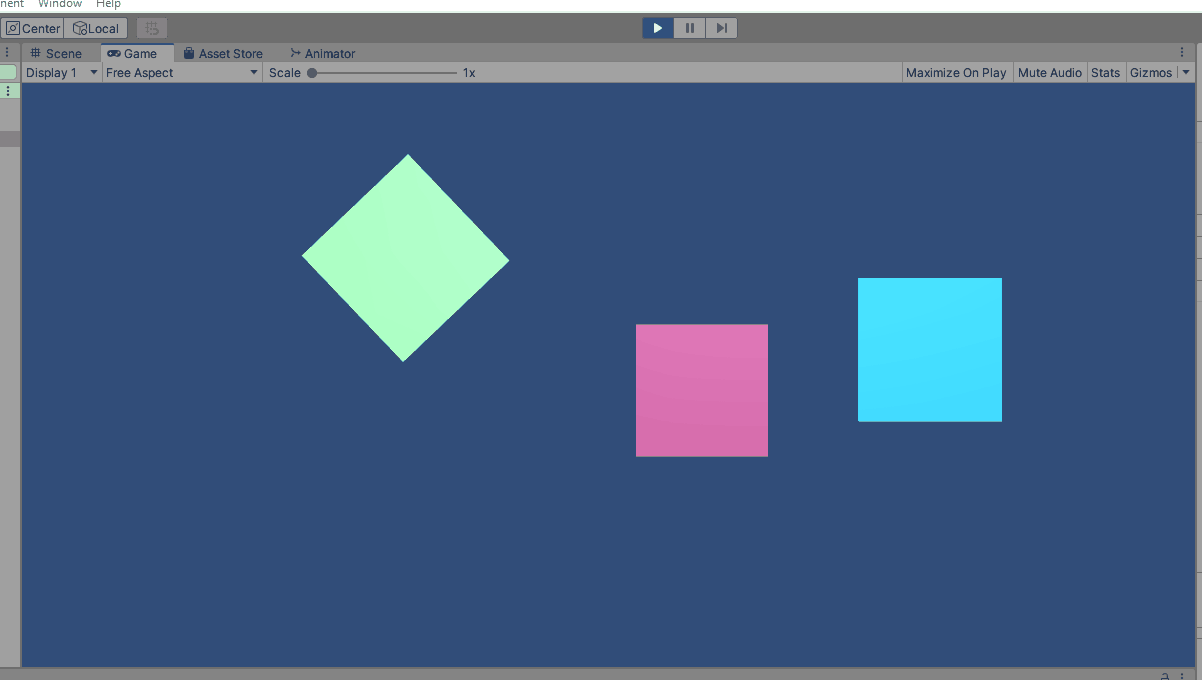 Window Help
Center Local
Scene Game Asset Store Animator
Display 1 Free Aspect Scale 1x Maximize On Play Mute Audio Stats Gizmos